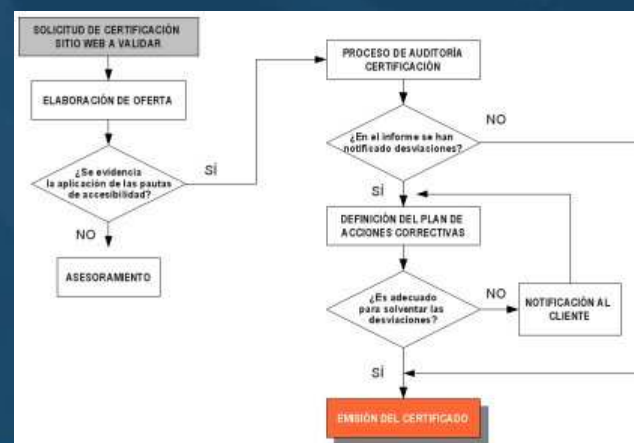 SOLICITUD DE CERTIFICACIÓN
SITIO WEB A VALIDAR
ELABORACIÓN DE OFERTA
¿Se evidencia
la aplicación de las pautas
de accesibilidad?
SÍ
NO
ASESORAMIENTO
PROCESO DE AUDITORÍA
CERTIFICACIÓN
¿En el informe se han
notificado desviaciones?
NO
SÍ
DEFINICIÓN DEL PLAN DE
ACCIONES CORRECTIVAS
¿Es adecuado
para solventar las
desviaciones?
NO
NOTIFICACIÓN AL
CLIENTE
SÍ
EMISIÓN DEL CERTIFICADO